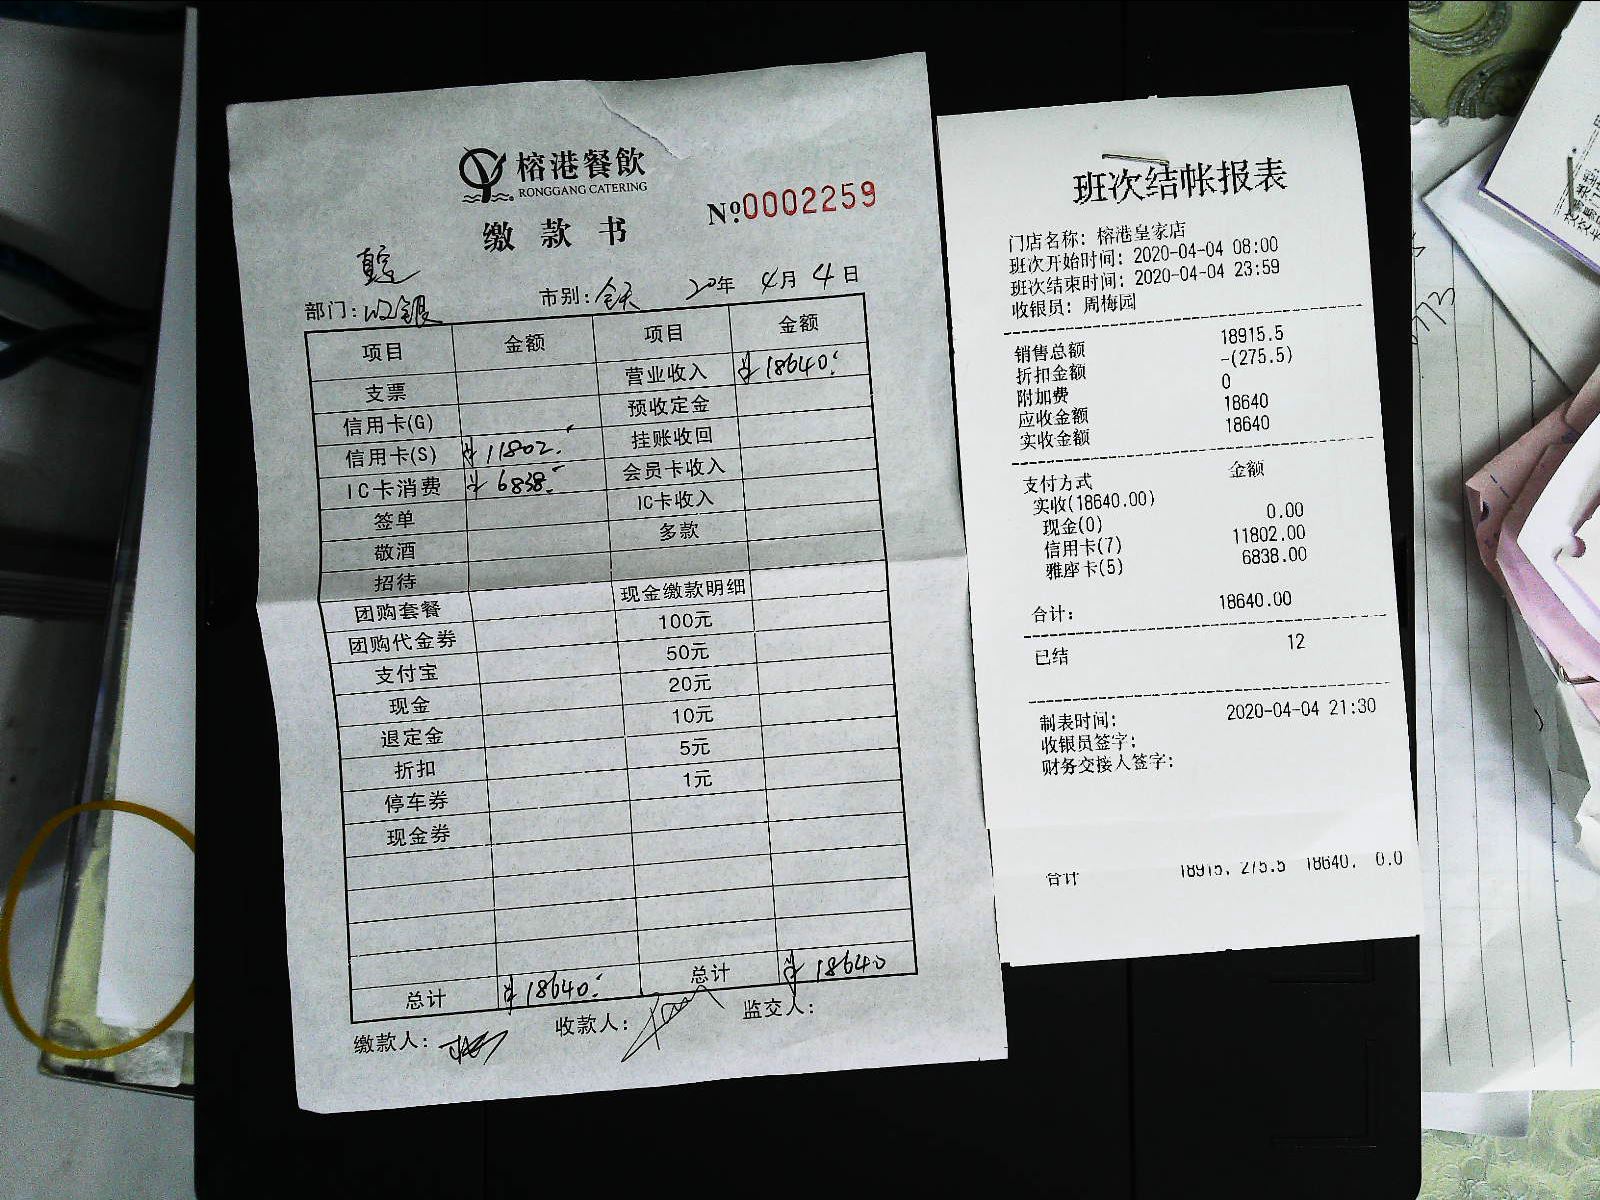 榕港餐飲
RONGGANG CATERING
缴款书
No.0002259
部门：收银 市别：全天 20年 4月 4日
项目 金额 项目 金额
支票 营业收入 ¥18640.
信用卡(G) 预收定金
信用卡(S) ¥11802. 挂账收回
IC卡消费 ¥6838. 会员卡收入
签单 IC卡收入
敬酒 多款
招待
团购套餐 现金缴款明细
团购代金券 100元
支付宝 50元
现金 20元
退定金 10元
折扣 5元
停车券 1元
现金券
总计 ¥18640. 总计 ¥18640
缴款人： 收款人： 监交人：
班次结帐报表
门店名称：榕港皇家店
班次开始时间：2020-04-04 08:00
班次结束时间：2020-04-04 23:59
收银员：周梅园
销售总额 18915.5
折扣金额 -(275.5)
附加费 0
应收金额 18640
实收金额 18640
支付方式 金额
实收(18640.00)
现金(0) 0.00
信用卡(7) 11802.00
雅座卡(5) 6838.00
合计： 18640.00
已结 12
制表时间： 2020-04-04 21:30
收银员签字：
财务交接人签字：
合计 18915. 275.5 18640. 0.0